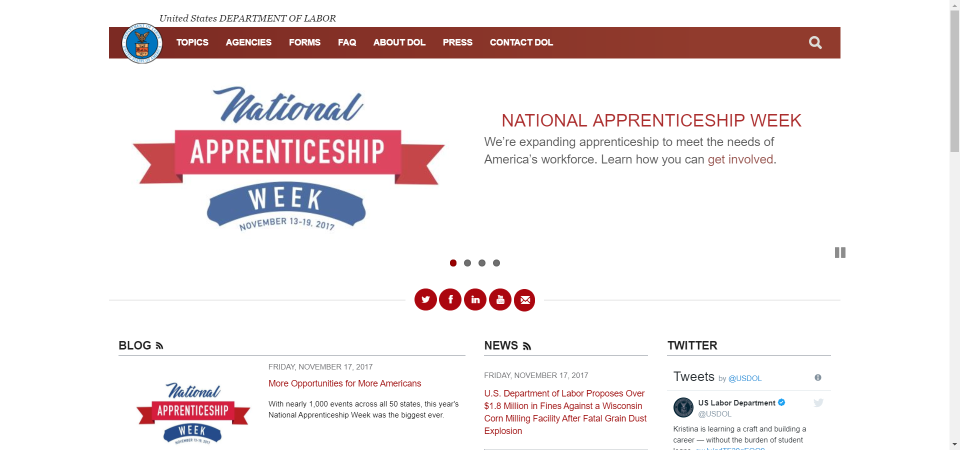 United States DEPARTMENT OF LABOR
TOPICS AGENCIES FORMS FAQ ABOUT DOL PRESS CONTACT DOL
National
APPRENTICESHIP
WEEK
NOVEMBER 13-19, 2017
NATIONAL APPRENTICESHIP WEEK
We're expanding apprenticeship to meet the needs of
America's workforce. Learn how you can get involved.
BLOG
FRIDAY, NOVEMBER 17, 2017
More Opportunities for More Americans
With nearly 1,000 events across all 50 states, this year's
National Apprenticeship Week was the biggest ever.
National
APPRENTICESHIP
WEEK
NEWS
FRIDAY, NOVEMBER 17, 2017
U.S. Department of Labor Proposes Over
$1.8 Million in Fines Against a Wisconsin
Corn Milling Facility After Fatal Grain Dust
Explosion
TWITTER
Tweets by @USDOL
US Labor Department
@USDOL
Kristina is learning a craft and building a
career — without the burden of student